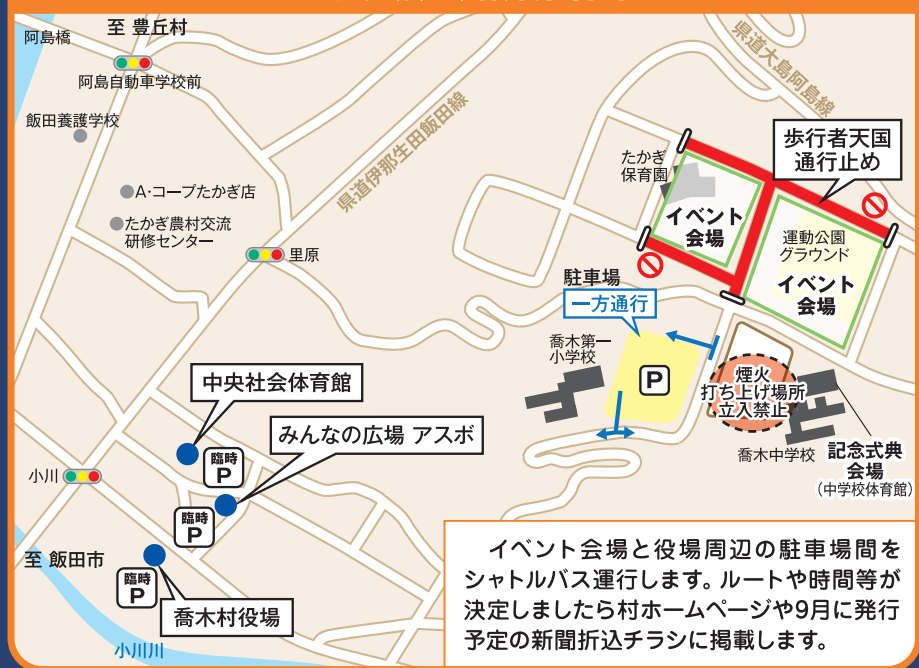 阿島橋
至 豊丘村
阿島自動車学校前
飯田養護学校
A・コープたかぎ店
たかぎ農村交流
研修センター
県道伊那生田飯田線
里原
県道大島阿島線
歩行者天国
通行止め
たかぎ
保育園
イベント
会場
運動公園
グラウンド
イベント
会場
駐車場
一方通行
喬木第一
小学校
P
煙火
打ち上げ場所
立入禁止
喬木中学校
記念式典
会場
(中学校体育館)
中央社会体育館
臨時
P
みんなの広場 アスボ
臨時
P
小川
至 飯田市
臨時
P
喬木村役場
小川川
イベント会場と役場周辺の駐車場間を
シャトルバス運行します。ルートや時間等が
決定しましたら村ホームページや9月に発行
予定の新聞折込チラシに掲載します。